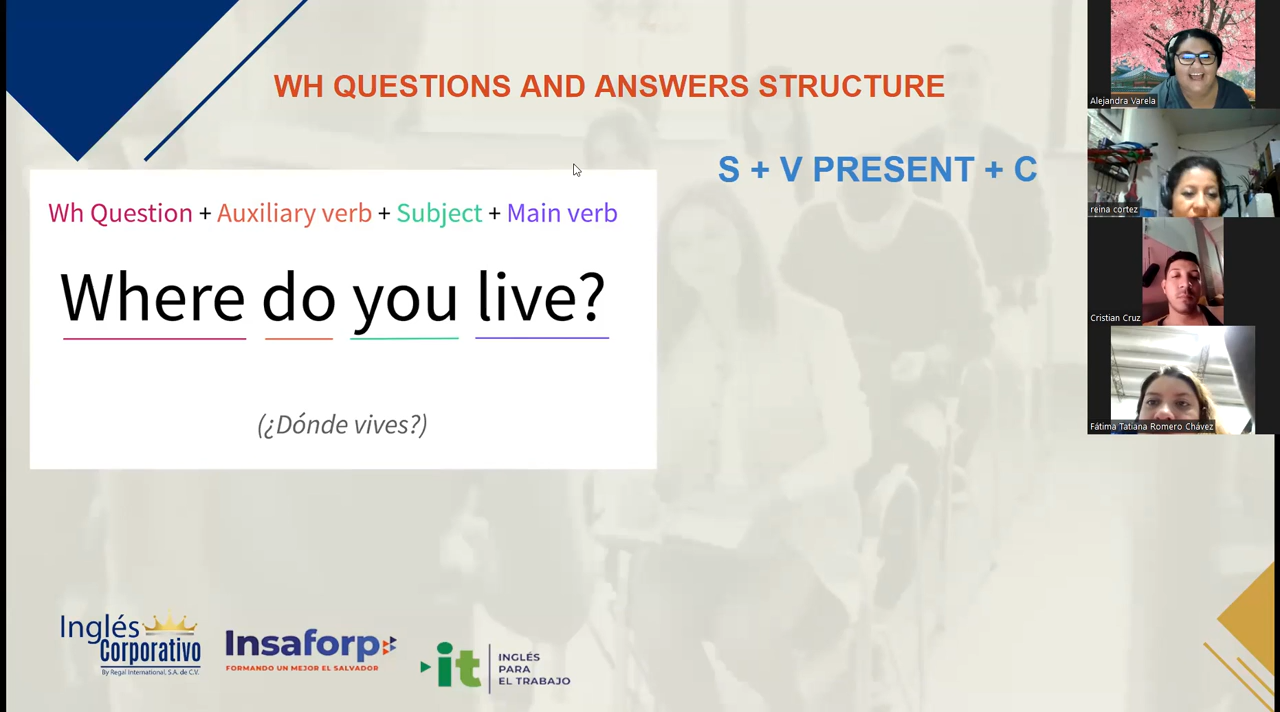 WH QUESTIONS AND ANSWERS STRUCTURE
S + V PRESENT + C
Wh Question + Auxiliary verb + Subject + Main verb
Where do you live?
(¿Dónde vives?)
Inglés
Corporativo
By Regal International, S.A. de C.V.
Insaforp
FORMANDO UN MEJOR EL SALVADOR
it
INGLÉS
PARA
EL TRABAJO
Alejandra Varela
reina cortez
Cristian Cruz
Fátima Tatiana Romero Chávez